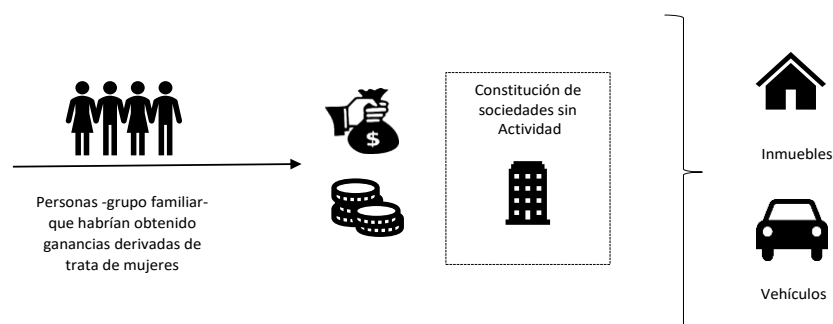 Personas -grupo familiar-
que habrían obtenido
ganancias derivadas de
trata de mujeres
$
Constitución de
sociedades sin
Actividad
Inmuebles
Vehículos